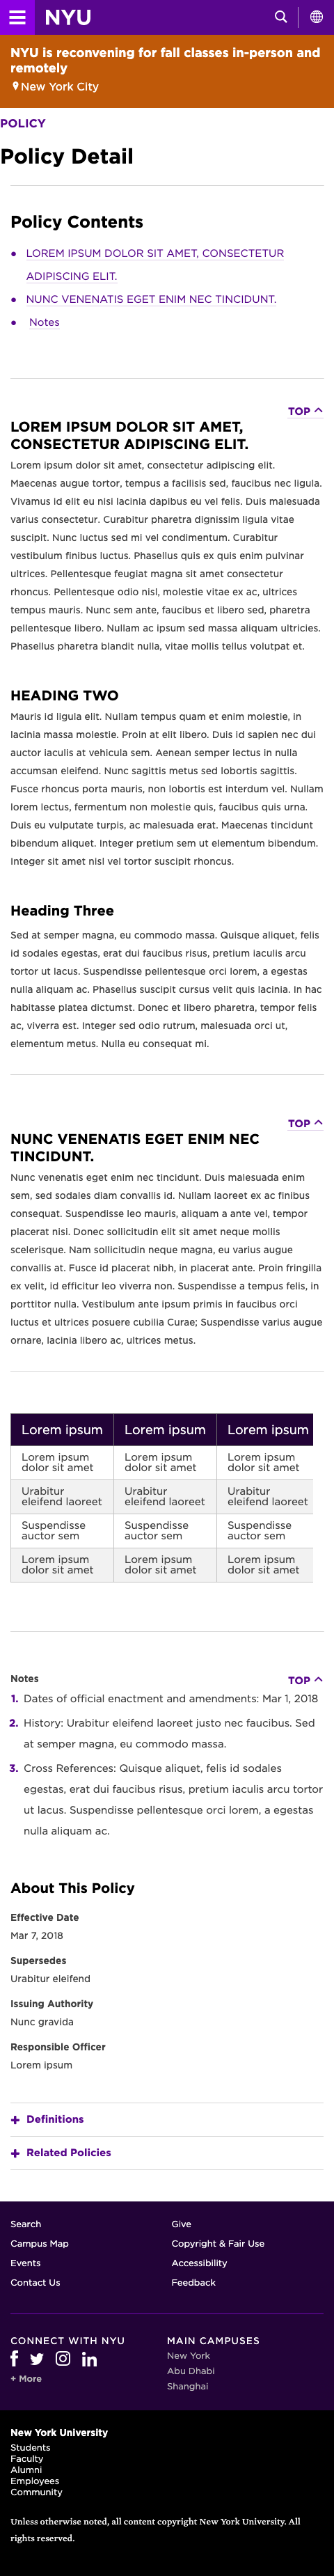 NYU
NYU is reconvening for fall classes in-person and
remotely
New York City
POLICY
Policy Detail
Policy Contents
LOREM IPSUM DOLOR SIT AMET, CONSECTETUR
ADIPISCING ELIT.
NUNC VENENATIS EGET ENIM NEC TINCIDUNT.
Notes
TOP
LOREM IPSUM DOLOR SIT AMET,
CONSECTETUR ADIPISCING ELIT.
Lorem ipsum dolor sit amet, consectetur adipiscing elit.
Maecenas augue tortor, tempus a facilisis sed, faucibus nec ligula.
Vivamus id elit eu nisi lacinia dapibus eu vel felis. Duis malesuada
varius consectetur. Curabitur pharetra dignissim ligula vitae
suscipit. Nunc luctus sed mi vel condimentum. Curabitur
vestibulum finibus luctus. Phasellus quis ex quis enim pulvinar
ultrices. Pellentesque feugiat magna sit amet consectetur
rhoncus. Pellentesque odio nisl, molestie vitae ex ac, ultrices
tempus mauris. Nunc sem ante, faucibus et libero sed, pharetra
pellentesque libero. Nullam ac ipsum sed massa aliquam ultricies.
Phasellus pharetra blandit nulla, vitae mollis tellus volutpat et.
HEADING TWO
Mauris id ligula elit. Nullam tempus quam et enim molestie, in
lacinia massa molestie. Proin at elit libero. Duis id sapien nec dui
auctor iaculis at vehicula sem. Aenean semper lectus in nulla
accumsan eleifend. Nunc sagittis metus sed lobortis sagittis.
Fusce rhoncus porta mauris, non lobortis est interdum vel. Nullam
lorem lectus, fermentum non molestie quis, faucibus quis urna.
Duis eu vulputate turpis, ac malesuada erat. Maecenas tincidunt
bibendum aliquet. Integer pretium sem ut elementum bibendum.
Integer sit amet nisl vel tortor suscipit rhoncus.
Heading Three
Sed at semper magna, eu commodo massa. Quisque aliquet, felis
id sodales egestas, erat dui faucibus risus, pretium iaculis arcu
tortor ut lacus. Suspendisse pellentesque orci lorem, a egestas
nulla aliquam ac. Phasellus suscipit cursus velit quis lacinia. In hac
habitasse platea dictumst. Donec et libero pharetra, tempor felis
ac, viverra est. Integer sed odio rutrum, malesuada orci ut,
elementum metus. Nulla eu consequat mi.
TOP
NUNC VENENATIS EGET ENIM NEC
TINCIDUNT.
Nunc venenatis eget enim nec tincidunt. Duis malesuada enim
sem, sed sodales diam convallis id. Nullam laoreet ex ac finibus
consequat. Suspendisse leo mauris, aliquam a ante vel, tempor
placerat nisi. Donec sollicitudin elit sit amet neque mollis
scelerisque. Nam sollicitudin neque magna, eu varius augue
convallis at. Fusce id placerat nibh, in placerat ante. Proin fringilla
ex velit, id efficitur leo viverra non. Suspendisse a tempus felis, in
porttitor nulla. Vestibulum ante ipsum primis in faucibus orci
luctus et ultrices posuere cubilia Curae; Suspendisse varius augue
ornare, lacinia libero ac, ultrices metus.
Lorem ipsum Lorem ipsum Lorem ipsum
Lorem ipsum Lorem ipsum Lorem ipsum
dolor sit amet dolor sit amet dolor sit amet
Urabitur Urabitur Urabitur
eleifend laoreet eleifend laoreet eleifend laoreet
Suspendisse Suspendisse Suspendisse
auctor sem auctor sem auctor sem
Lorem ipsum Lorem ipsum Lorem ipsum
dolor sit amet dolor sit amet dolor sit amet
Notes
TOP
1. Dates of official enactment and amendments: Mar 1, 2018
2. History: Urabitur eleifend laoreet justo nec faucibus. Sed
at semper magna, eu commodo massa.
3. Cross References: Quisque aliquet, felis id sodales
egestas, erat dui faucibus risus, pretium iaculis arcu tortor
ut lacus. Suspendisse pellentesque orci lorem, a egestas
nulla aliquam ac.
About This Policy
Effective Date
Mar 7, 2018
Supersedes
Urabitur eleifend
Issuing Authority
Nunc gravida
Responsible Officer
Lorem ipsum
+ Definitions
+ Related Policies
Search
Campus Map
Events
Contact Us
Give
Copyright & Fair Use
Accessibility
Feedback
CONNECT WITH NYU
+ More
MAIN CAMPUSES
New York
Abu Dhabi
Shanghai
New York University
Students
Faculty
Alumni
Employees
Community
Unless otherwise noted, all content copyright New York University. All
rights reserved.